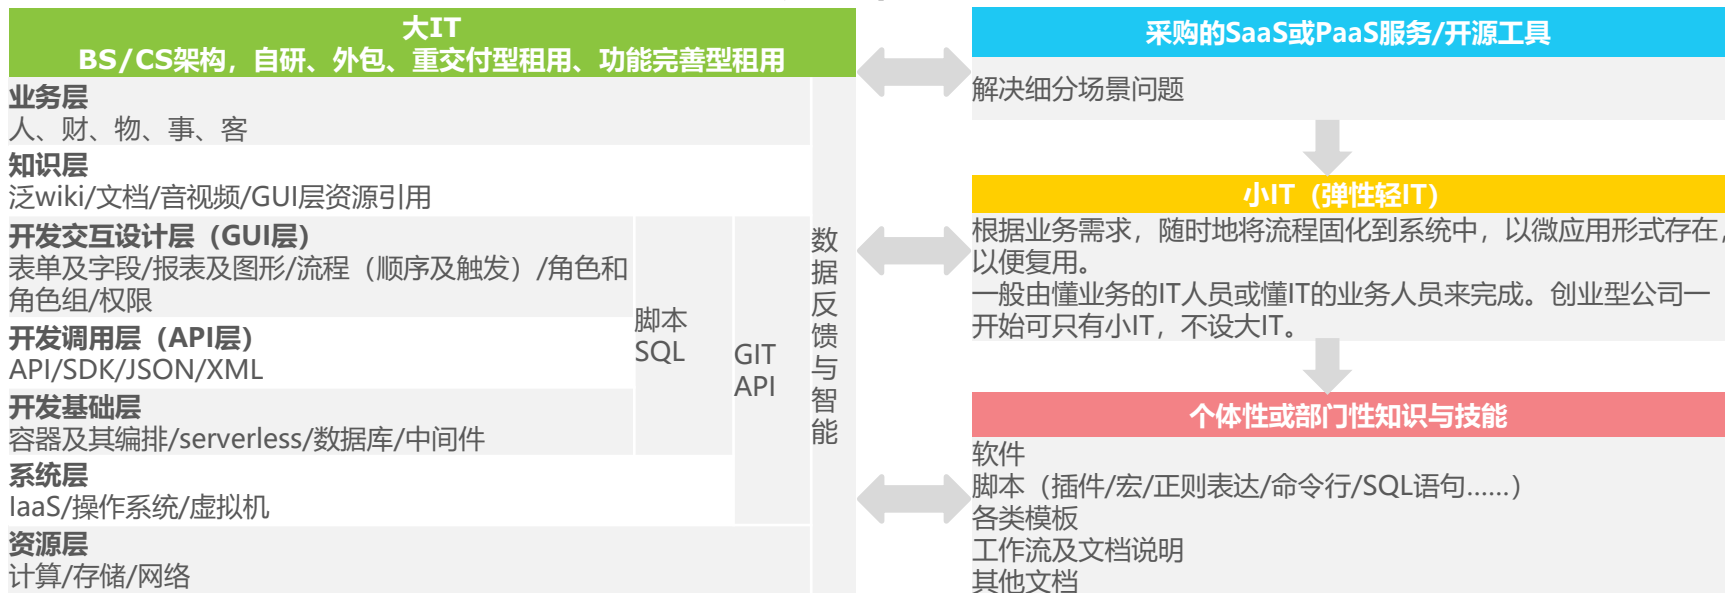 大IT
BS/CS架构，自研、外包、重交付型租用、功能完善型租用
业务层
人、财、物、事、客
知识层
泛wiki/文档/音视频/GUI层资源引用
开发交互设计层（GUI层）
表单及字段/报表及图形/流程（顺序及触发）/角色和
角色组/权限
开发调用层（API层）
API/SDK/JSON/XML
开发基础层
容器及其编排/serverless/数据库/中间件
系统层
IaaS/操作系统/虚拟机
资源层
计算/存储/网络
脚本
SQL
GIT
API
数
据
反
馈
与
智
能
采购的SaaS或PaaS服务/开源工具
解决细分场景问题
小IT（弹性轻IT）
根据业务需求，随时地将流程固化到系统中，以微应用形式存在，
以便复用。
一般由懂业务的IT人员或懂IT的业务人员来完成。创业型公司一
开始可只有小IT，不设大IT。
个体性或部门性知识与技能
软件
脚本（插件/宏/正则表达/命令行/SQL语句……）
各类模板
工作流及文档说明
其他文档